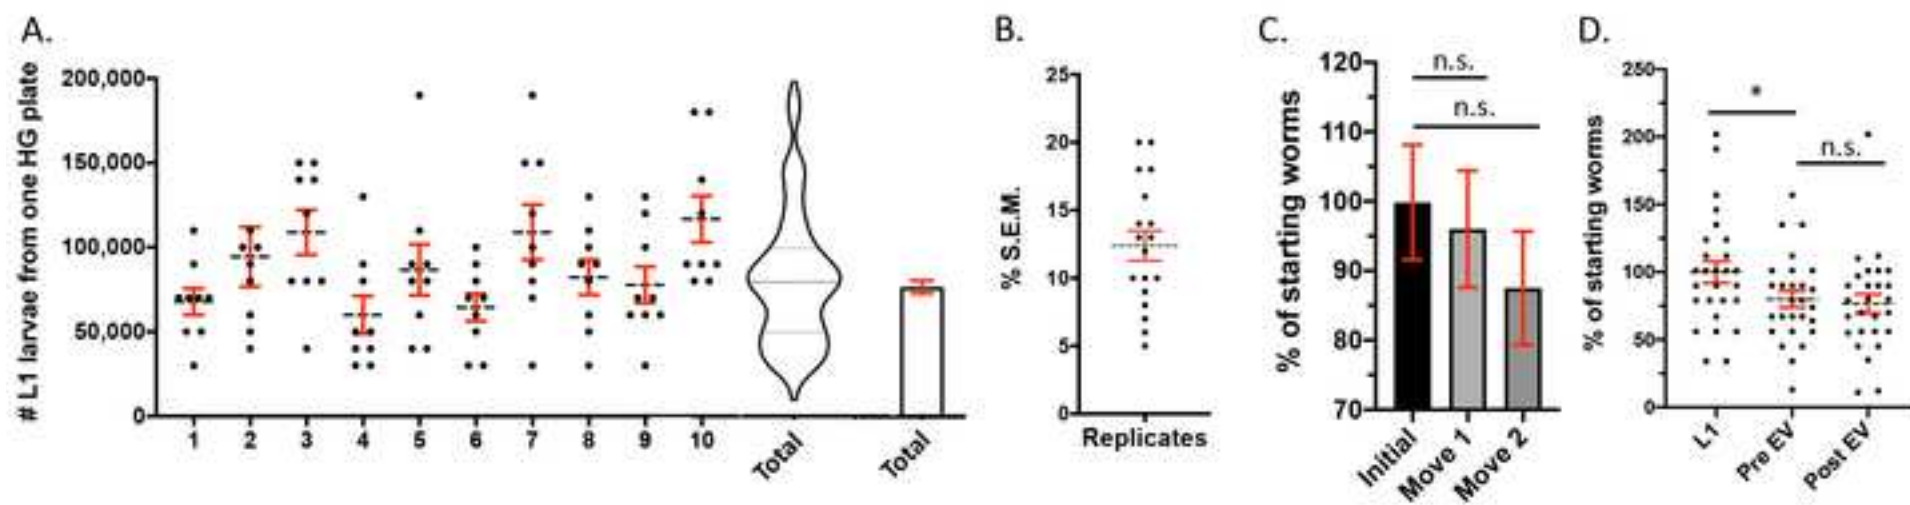 A.
# L1 larvae from one HG plate
200,000
150,000
100,000
50,000
0
1 2 3 4 5 6 7 8 9 10 Total Total
B.
% S.E.M.
25
20
15
10
5
0
Replicates
C.
% of starting worms
120
110
100
90
80
70
n.s.
n.s.
Initial Move 1 Move 2
D.
% of starting worms
250
200
150
100
50
0
*
n.s.
L1 Pre EV Post EV